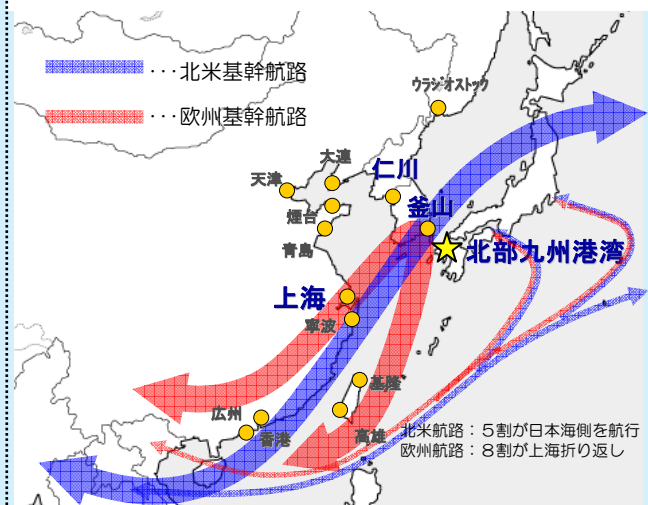 ・・・北米基幹航路
・・・欧州基幹航路
ウラジオストック
大連
仁川
天津
煙台
釜山
青島
北部九州港湾
上海
寧波
基隆
広州
香港
高雄
北米航路：５割が日本海側を航行
欧州航路：８割が上海折り返し